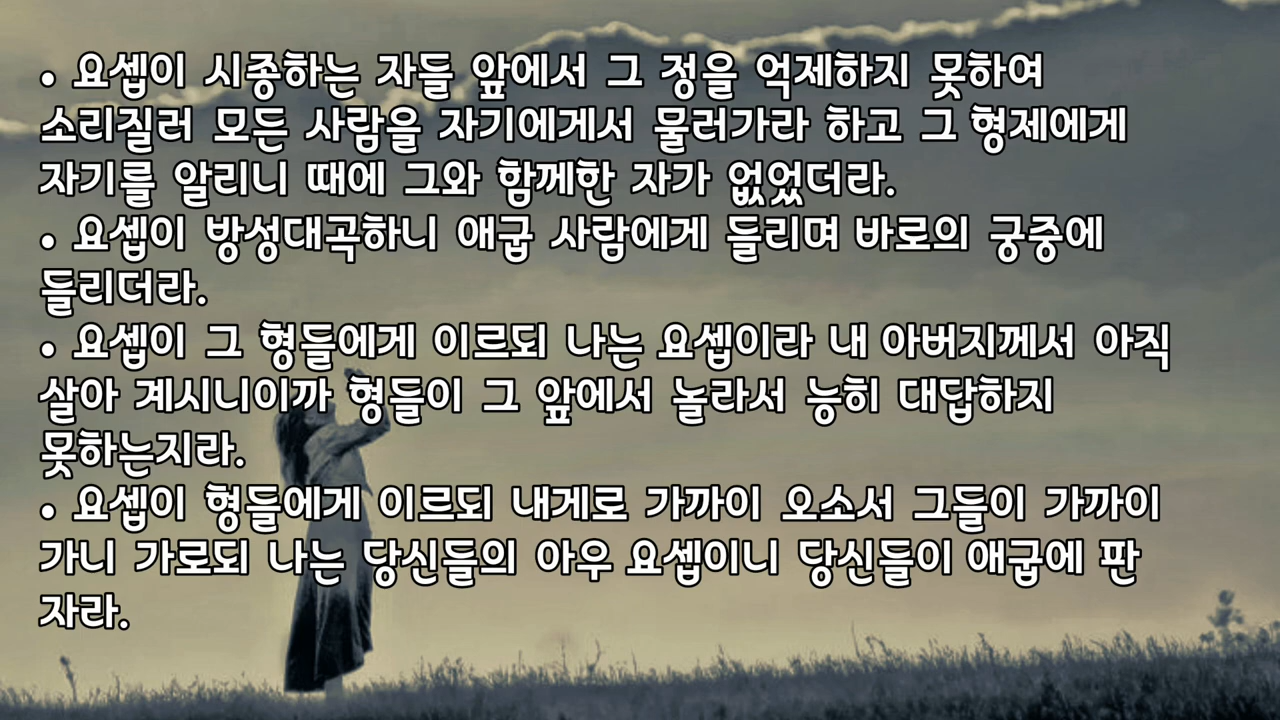 • 요셉이 시종하는 자들 앞에서 그 정을 억제하지 못하여
소리질러 모든 사람을 자기에게서 물러가라 하고 그 형제에게
자기를 알리니 때에 그와 함께한 자가 없었더라.
• 요셉이 방성대곡하니 애굽 사람에게 들리며 바로의 궁중에
들리더라.
• 요셉이 그 형들에게 이르되 나는 요셉이라 내 아버지께서 아직
살아 계시니이까 형들이 그 앞에서 놀라서 능히 대답하지
못하는지라.
• 요셉이 형들에게 이르되 내게로 가까이 오소서 그들이 가까이
가니 가로되 나는 당신들의 아우 요셉이니 당신들이 애굽에 판
자라.